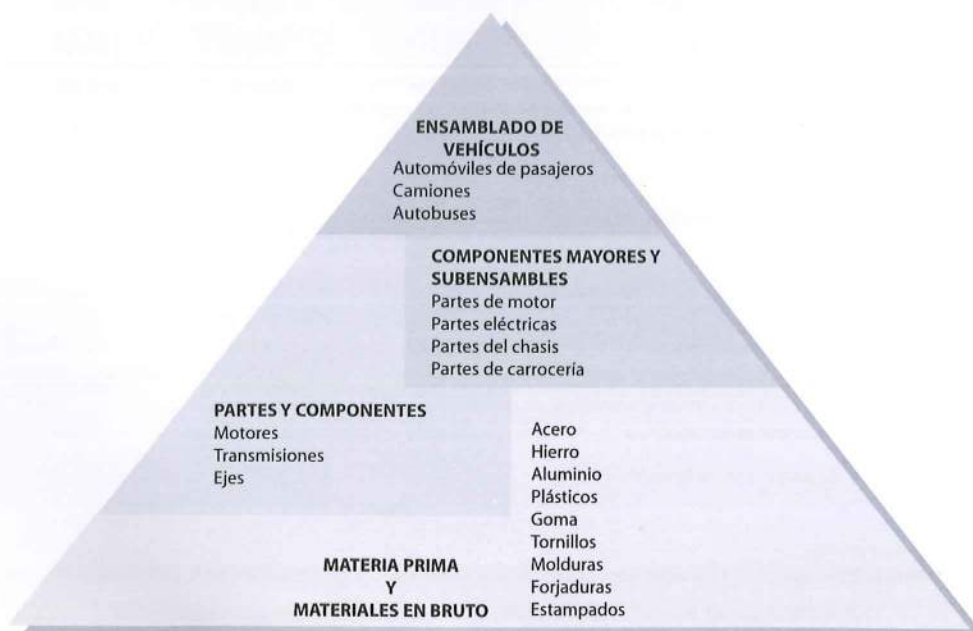 ENSAMBLADO DE
VEHÍCULOS
Automóviles de pasajeros
Camiones
Autobuses
COMPONENTES MAYORES Y
SUBENSAMBLES
Partes de motor
Partes eléctricas
Partes del chasis
Partes de carrocería
PARTES Y COMPONENTES
Motores
Transmisiones
Ejes
MATERIA PRIMA
Y
MATERIALES EN BRUTO
Acero
Hierro
Aluminio
Plásticos
Goma
Tornillos
Molduras
Forjaduras
Estampados